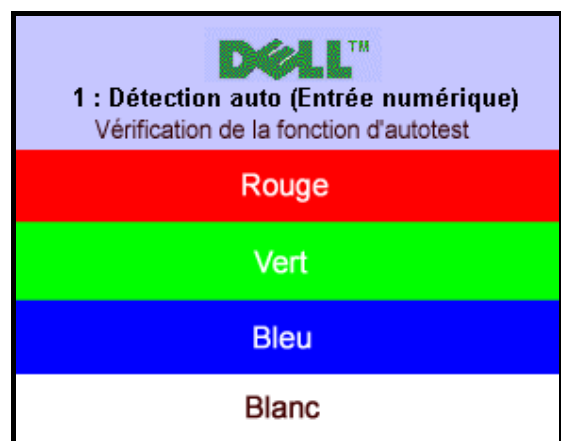 DELL™
1 : Détection auto (Entrée numérique)
Vérification de la fonction d'autotest
Rouge
Vert
Bleu
Blanc